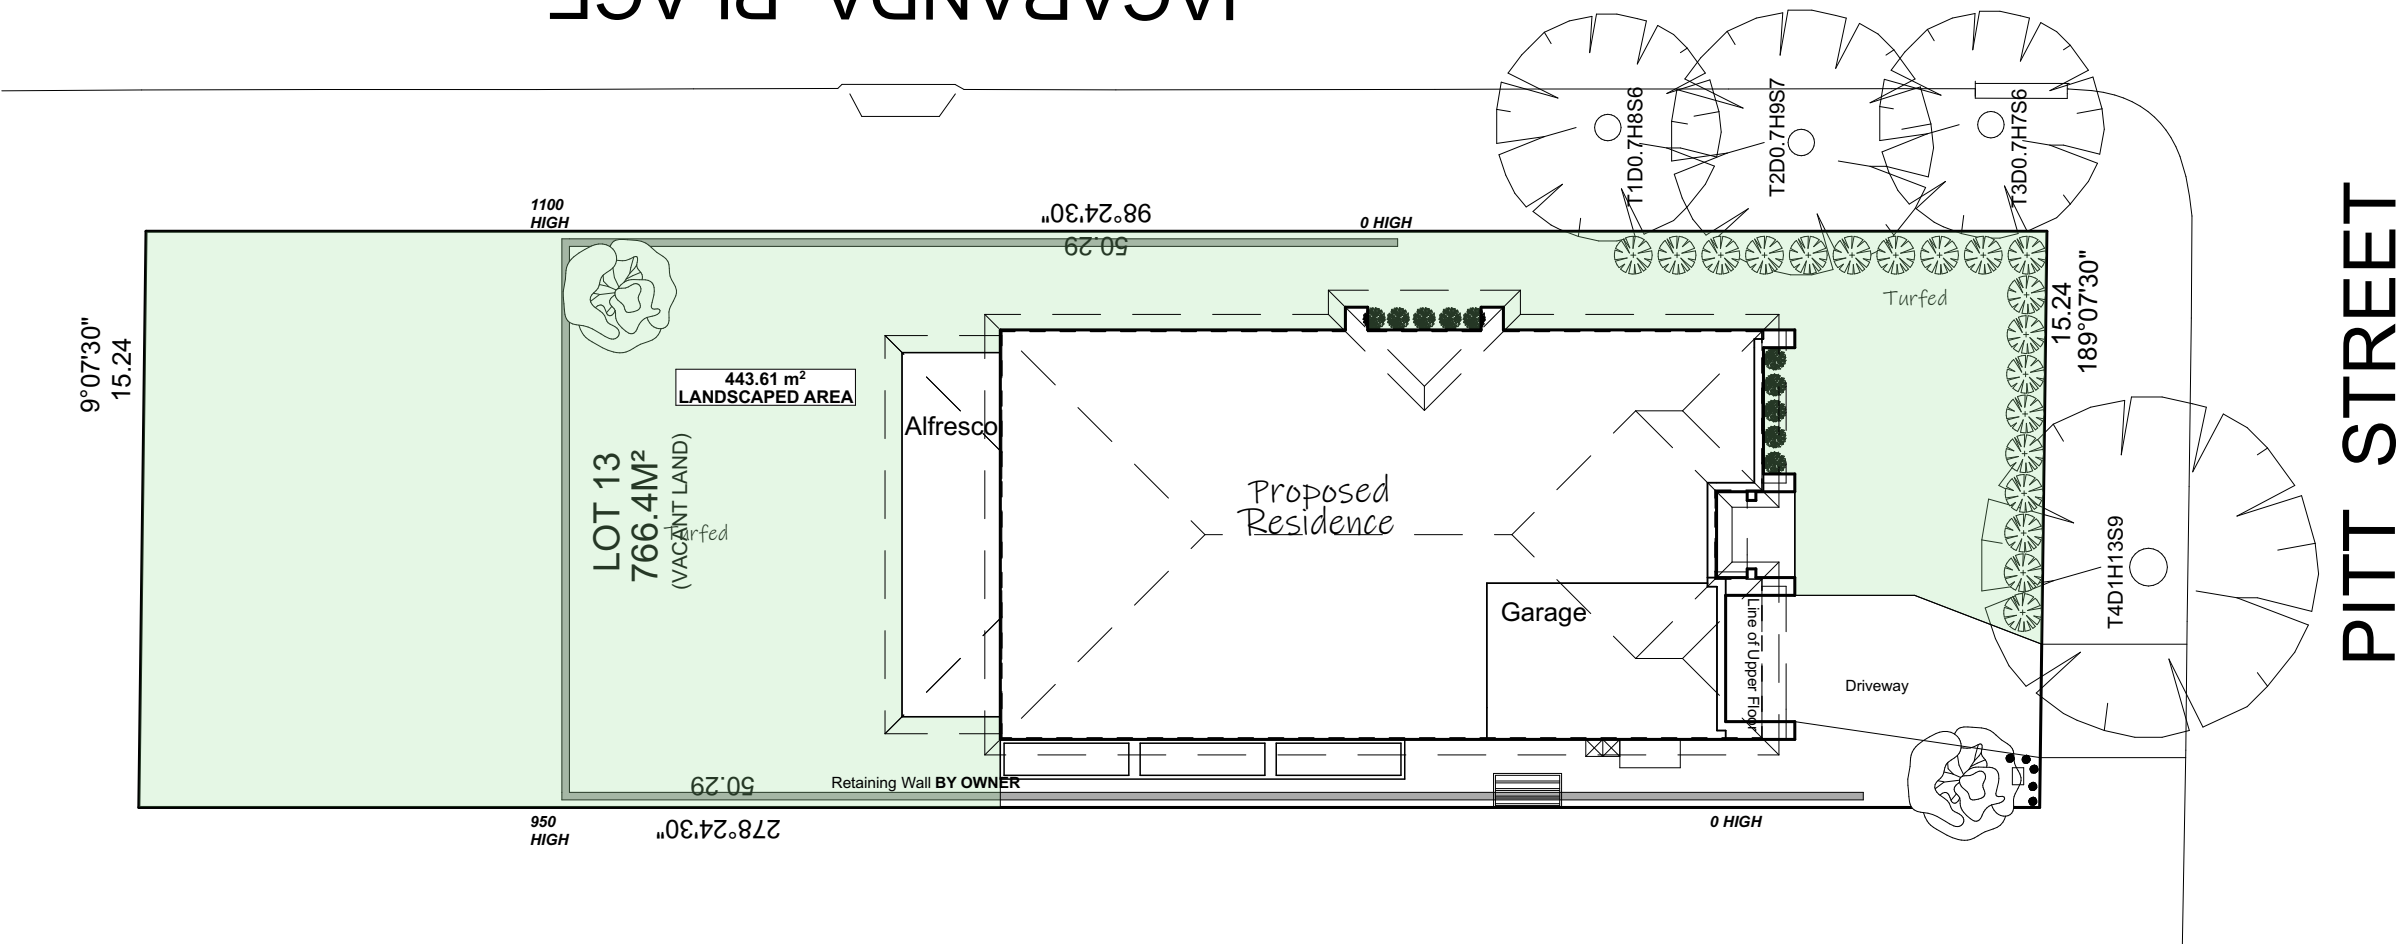 JACARANDA PLACE
T1D0.7H8S6
T2D0.7H9S7
T3D0.7H7S6
1100
HIGH
98°24'30"
50.29
0 HIGH
Turfed
15.24
189°07'30"
PITT STREET
9°07'30"
15.24
443.61 m²
LANDSCAPED AREA
Alfresco
LOT 13
766.4M²
(VACANT LAND)
Turfed
Proposed
Residence
Garage
Line of Upper Floor
Driveway
T4D1H13S9
50.29
Retaining Wall BY OWNER
950
HIGH
278°24'30"
0 HIGH